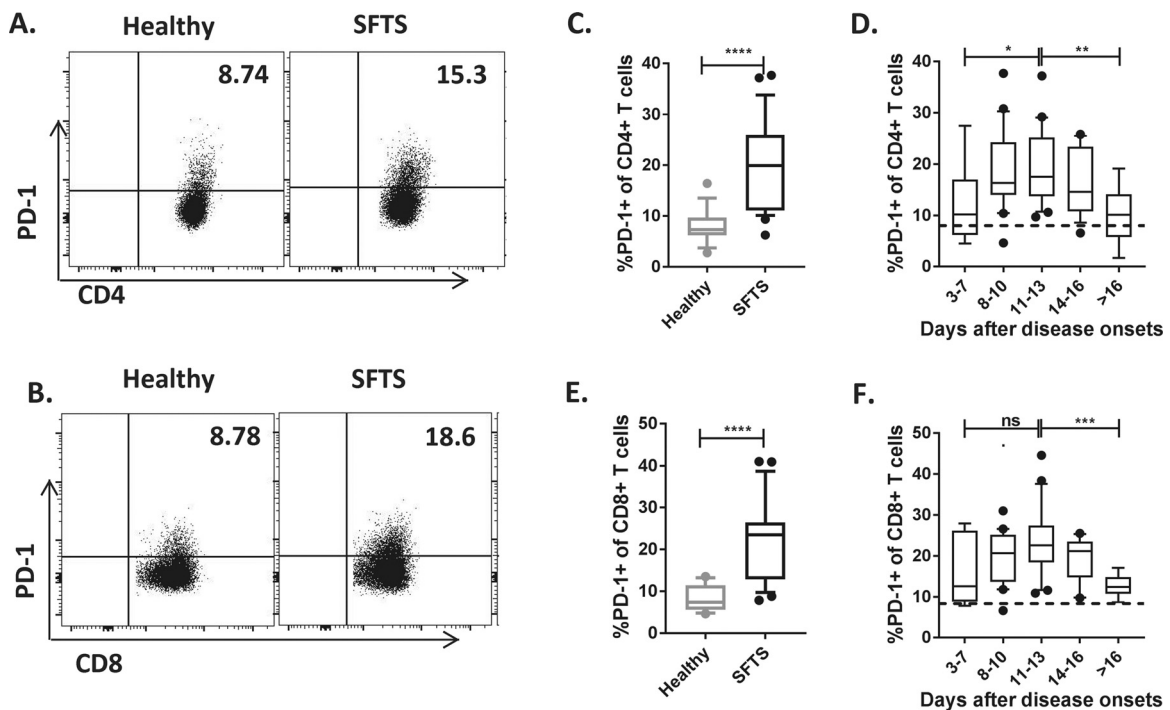 A.
Healthy
SFTS
8.74
15.3
PD-1
CD4
B.
Healthy
SFTS
8.78
18.6
PD-1
CD8
C.
****
%PD-1+ of CD4+ T cells
40
30
20
10
0
Healthy
SFTS
D.
*
**
%PD-1+ of CD4+ T cells
40
30
20
10
0
3-7
8-10
11-13
14-16
>16
Days after disease onsets
E.
****
%PD-1+ of CD8+ T cells
50
40
30
20
10
0
Healthy
SFTS
F.
ns
***
%PD-1+ of CD8+ T cells
50
40
30
20
10
0
3-7
8-10
11-13
14-16
>16
Days after disease onsets